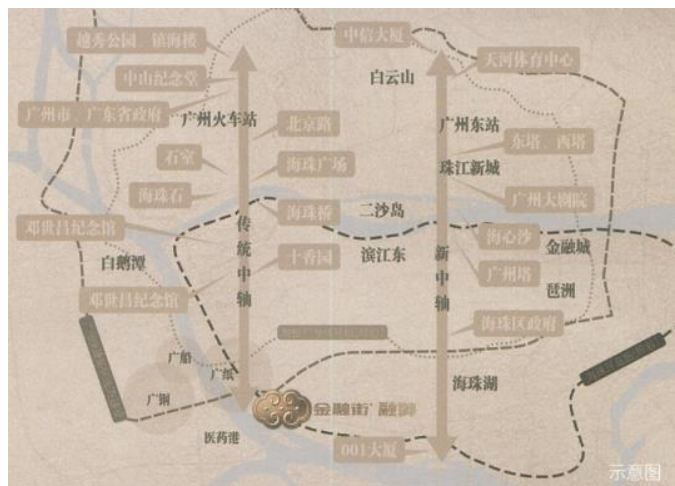 越秀公园、镇海楼
中信大厦
天河体育中心
白云山
中山纪念堂
广州市、广东省政府
广州火车站
北京路
广州东站
东塔、西塔
石室
海珠广场
珠江新城
海珠石
广州大剧院
海珠桥
二沙岛
邓世昌纪念馆
传统中轴
海心沙
滨江东
新中轴
金融城
十香园
白鹅潭
广州塔
琶洲
邓世昌纪念馆
海珠区政府
广船
广纸
海珠湖
广钢
金融街·融穗
医药港
001大厦
示意图